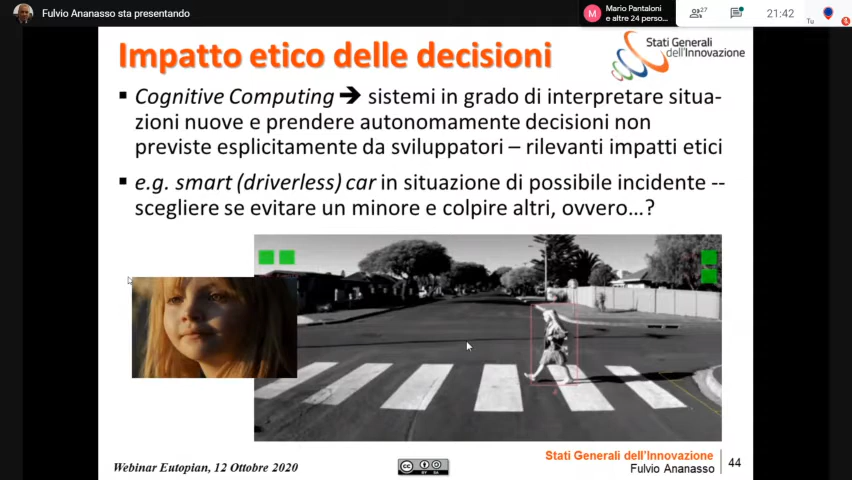 Fulvio Ananasso sta presentando
M
Mario Pantaloni
e altre 24 perso...
27
21:42
Tu
Impatto etico delle decisioni
Stati Generali
dell'Innovazione
▪ Cognitive Computing ➔ sistemi in grado di interpretare situa-
zioni nuove e prendere autonomamente decisioni non
previste esplicitamente da sviluppatori – rilevanti impatti etici
▪ e.g. smart (driverless) car in situazione di possibile incidente --
scegliere se evitare un minore e colpire altri, ovvero...?
Webinar Eutopian, 12 Ottobre 2020
cc
BY SA
Stati Generali dell'Innovazione
Fulvio Ananasso
44